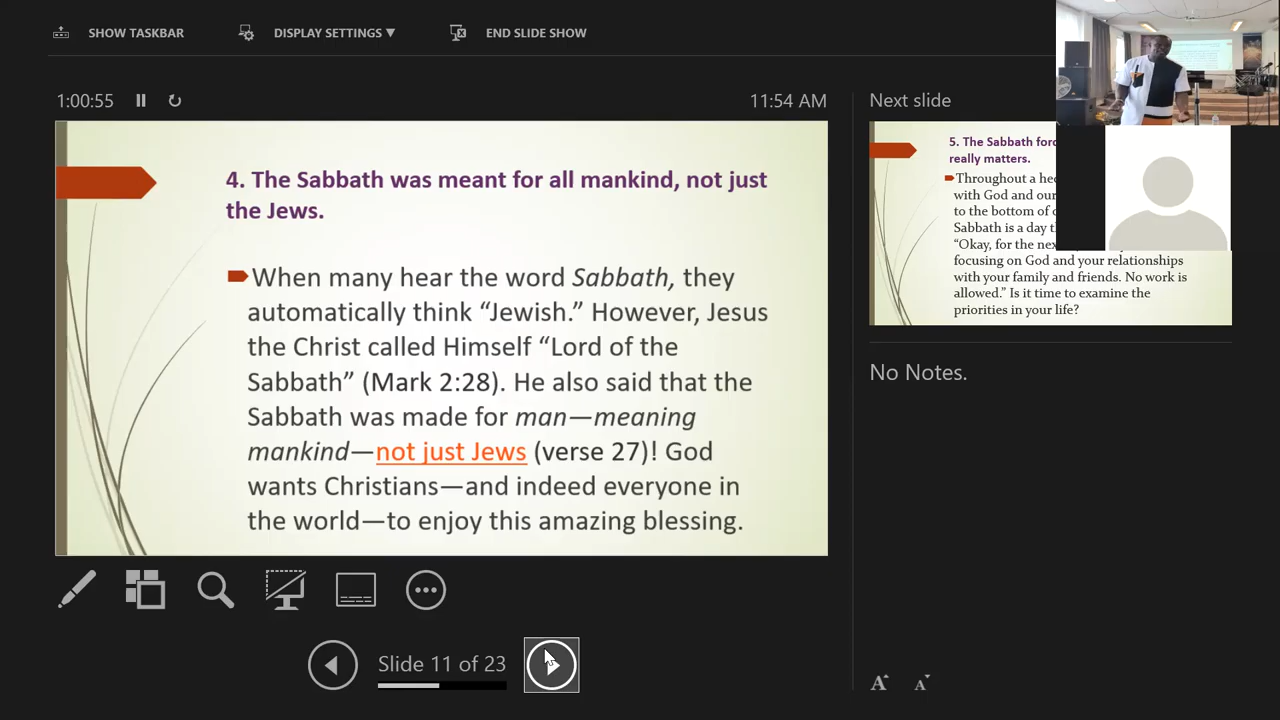 SHOW TASKBAR
DISPLAY SETTINGS ▼
END SLIDE SHOW
1:00:55
11:54 AM
4. The Sabbath was meant for all mankind, not just
the Jews.
When many hear the word Sabbath, they
automatically think “Jewish.” However, Jesus
the Christ called Himself “Lord of the
Sabbath” (Mark 2:28). He also said that the
Sabbath was made for man—meaning
mankind—not just Jews (verse 27)! God
wants Christians—and indeed everyone in
the world—to enjoy this amazing blessing.
Slide 11 of 23
Next slide
5. The Sabbath
really matters.
Throughout a
with God and our
to the bottom of
Sabbath is a day
“Okay, for the
focusing on God and your relationships
with your family and friends. No work is
allowed.” Is it time to examine the
priorities in your life?
No Notes.
A A